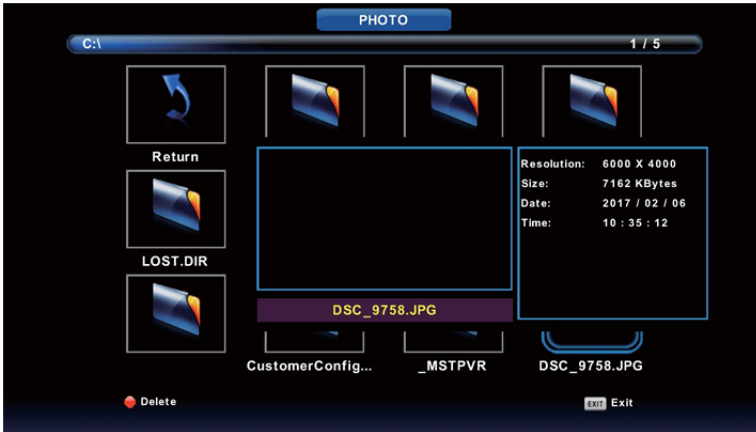 PHOTO
C:\
1 / 5
Return
LOST.DIR
Resolution: 6000 X 4000
Size: 7162 KBytes
Date: 2017 / 02 / 06
Time: 10 : 35 : 12
DSC_9758.JPG
CustomerConfig...
_MSTPVR
DSC_9758.JPG
Delete
EXIT Exit